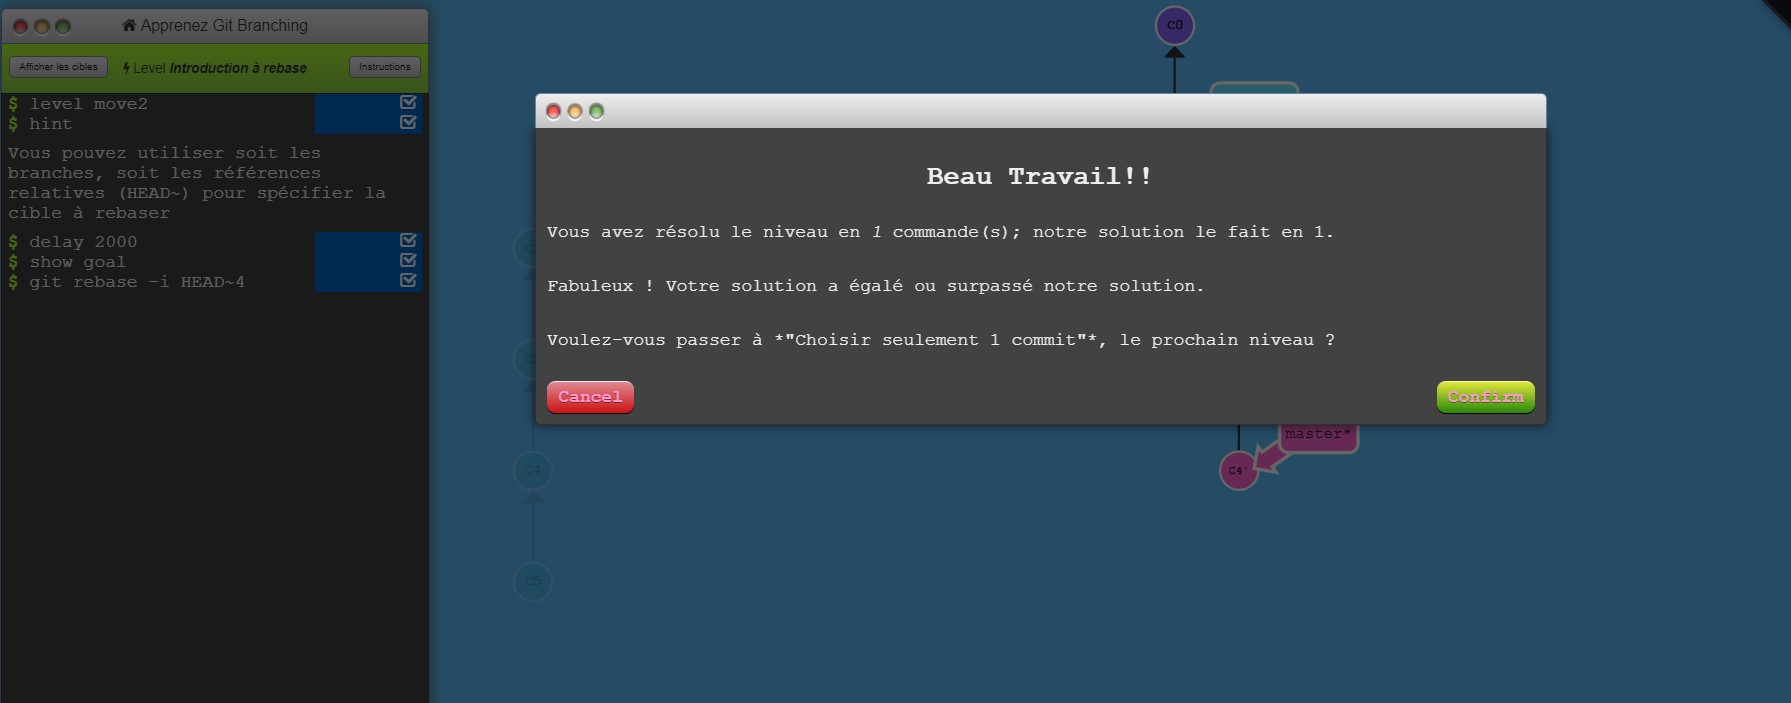 Apprenez Git Branching
Afficher les cibles
Level Introduction à rebase
Instructions
$ level move2
$ hint
Vous pouvez utiliser soit les
branches, soit les références
relatives (HEAD~) pour spécifier la
cible à rebaser
$ delay 2000
$ show goal
$ git rebase -i HEAD~4
C0
Beau Travail!!
Vous avez résolu le niveau en 1 commande(s); notre solution le fait en 1.
Fabuleux ! Votre solution a égalé ou surpassé notre solution.
Voulez-vous passer à *"Choisir seulement 1 commit"*, le prochain niveau ?
Cancel
Confirm
master*
C4
C4'
C5